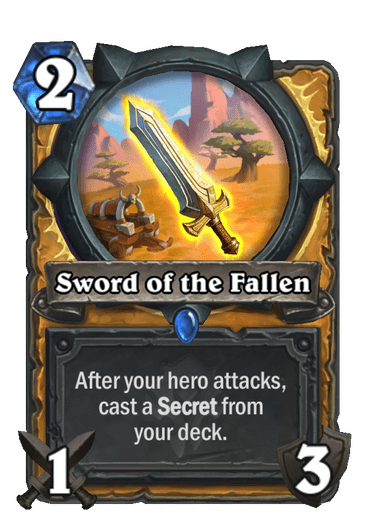 2
Sword of the Fallen
After your hero attacks,
cast a Secret from
your deck.
1
3